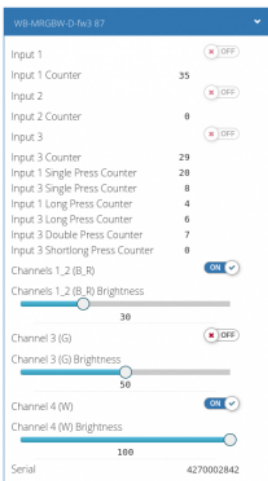 WB-MRGBW-D-fw3 87
Input 1 OFF
Input 1 Counter 35
Input 2 OFF
Input 2 Counter 0
Input 3 OFF
Input 3 Counter 29
Input 1 Single Press Counter 20
Input 3 Single Press Counter 8
Input 1 Long Press Counter 4
Input 3 Long Press Counter 6
Input 3 Double Press Counter 7
Input 3 Shortlong Press Counter 0
Channels 1_2 (B_R) ON
Channels 1_2 (B_R) Brightness
30
Channel 3 (G) OFF
Channel 3 (G) Brightness
50
Channel 4 (W) ON
Channel 4 (W) Brightness
100
Serial 4270002842